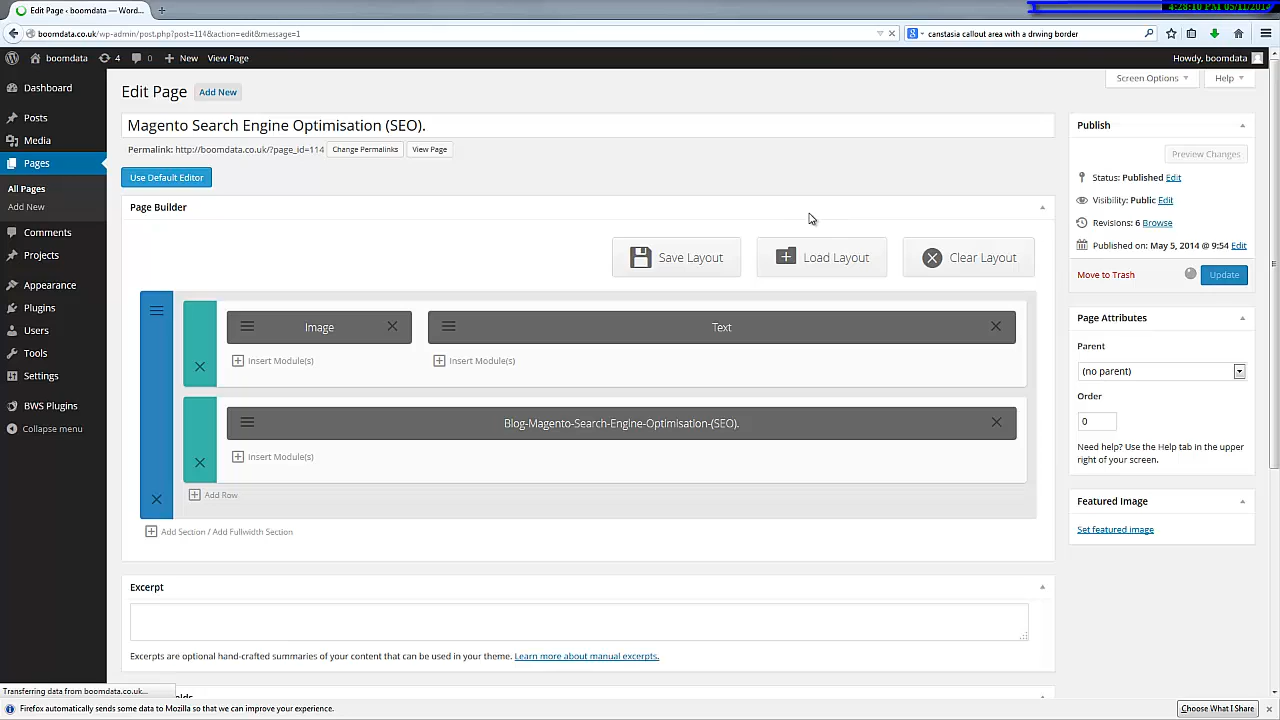 Edit Page ‹ boomdata — Word...
4:28:10 PM 05/11/201
boomdata.co.uk/wp-admin/post.php?post=114&action=edit&message=1
canstasia callout area with a drwing border
boomdata
4
0
New
View Page
Howdy, boomdata
Dashboard
Posts
Media
Pages
All Pages
Add New
Comments
Projects
Appearance
Plugins
Users
Tools
Settings
BWS Plugins
Collapse menu
Screen Options
Help
Edit Page
Add New
Magento Search Engine Optimisation (SEO).
Permalink: http://boomdata.co.uk/?page_id=114
Change Permalinks
View Page
Use Default Editor
Page Builder
Save Layout
Load Layout
Clear Layout
Image
Text
Insert Module(s)
Insert Module(s)
Blog-Magento-Search-Engine-Optimisation-(SEO).
Insert Module(s)
Add Row
Add Section / Add Fullwidth Section
Excerpt
Excerpts are optional hand-crafted summaries of your content that can be used in your theme. Learn more about manual excerpts.
Publish
Preview Changes
Status: Published Edit
Visibility: Public Edit
Revisions: 6 Browse
Published on: May 5, 2014 @ 9:54 Edit
Move to Trash
Update
Page Attributes
Parent
(no parent)
Order
0
Need help? Use the Help tab in the upper
right of your screen.
Featured Image
Set featured image
Transferring data from boomdata.co.uk...
Firefox automatically sends some data to Mozilla so that we can improve your experience.
Choose What I Share